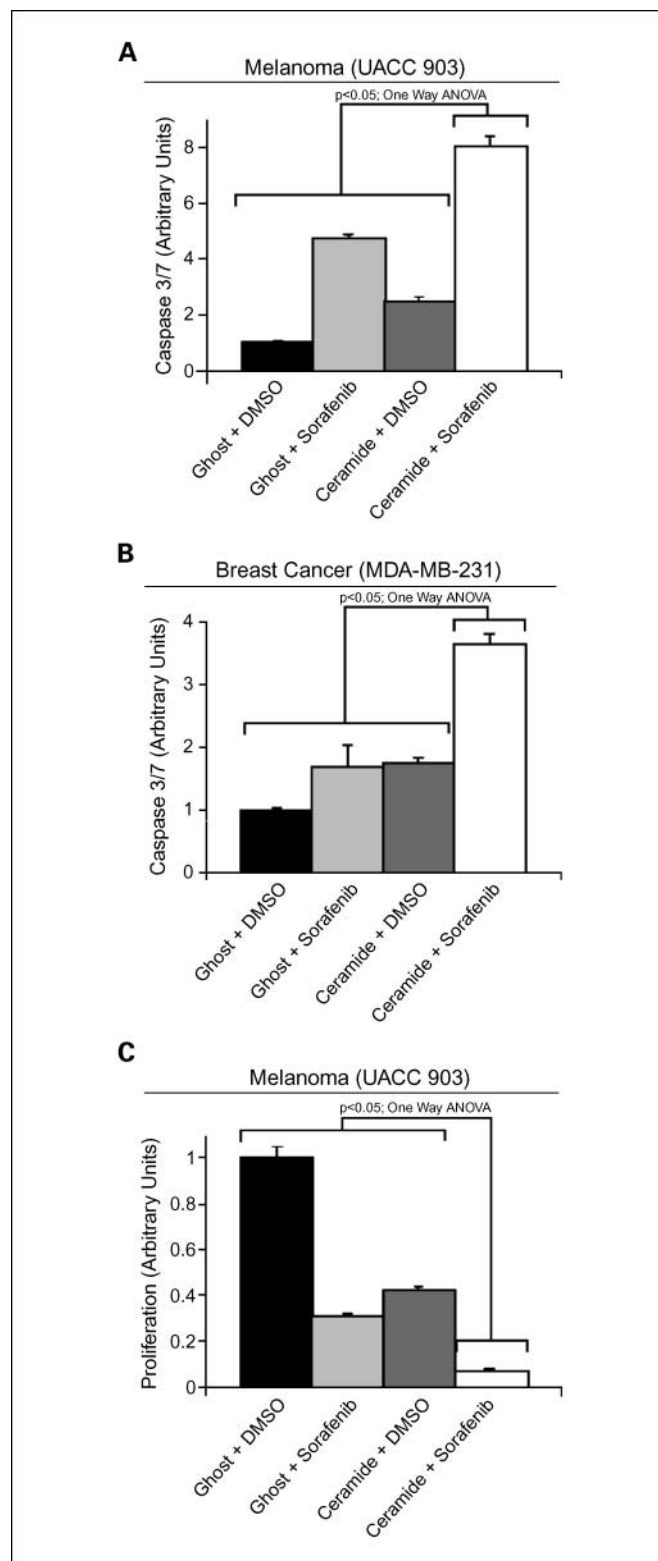 A
Melanoma (UACC 903)
p<0.05; One Way ANOVA
Caspase 3/7 (Arbitrary Units)
8
6
4
2
0
Ghost + DMSO
Ghost + Sorafenib
Ceramide + DMSO
Ceramide + Sorafenib
B
Breast Cancer (MDA-MB-231)
p<0.05; One Way ANOVA
Caspase 3/7 (Arbitrary Units)
4
3
2
1
0
Ghost + DMSO
Ghost + Sorafenib
Ceramide + DMSO
Ceramide + Sorafenib
C
Melanoma (UACC 903)
p<0.05; One Way ANOVA
Proliferation (Arbitrary Units)
1
0.8
0.6
0.4
0.2
0
Ghost + DMSO
Ghost + Sorafenib
Ceramide + DMSO
Ceramide + Sorafenib